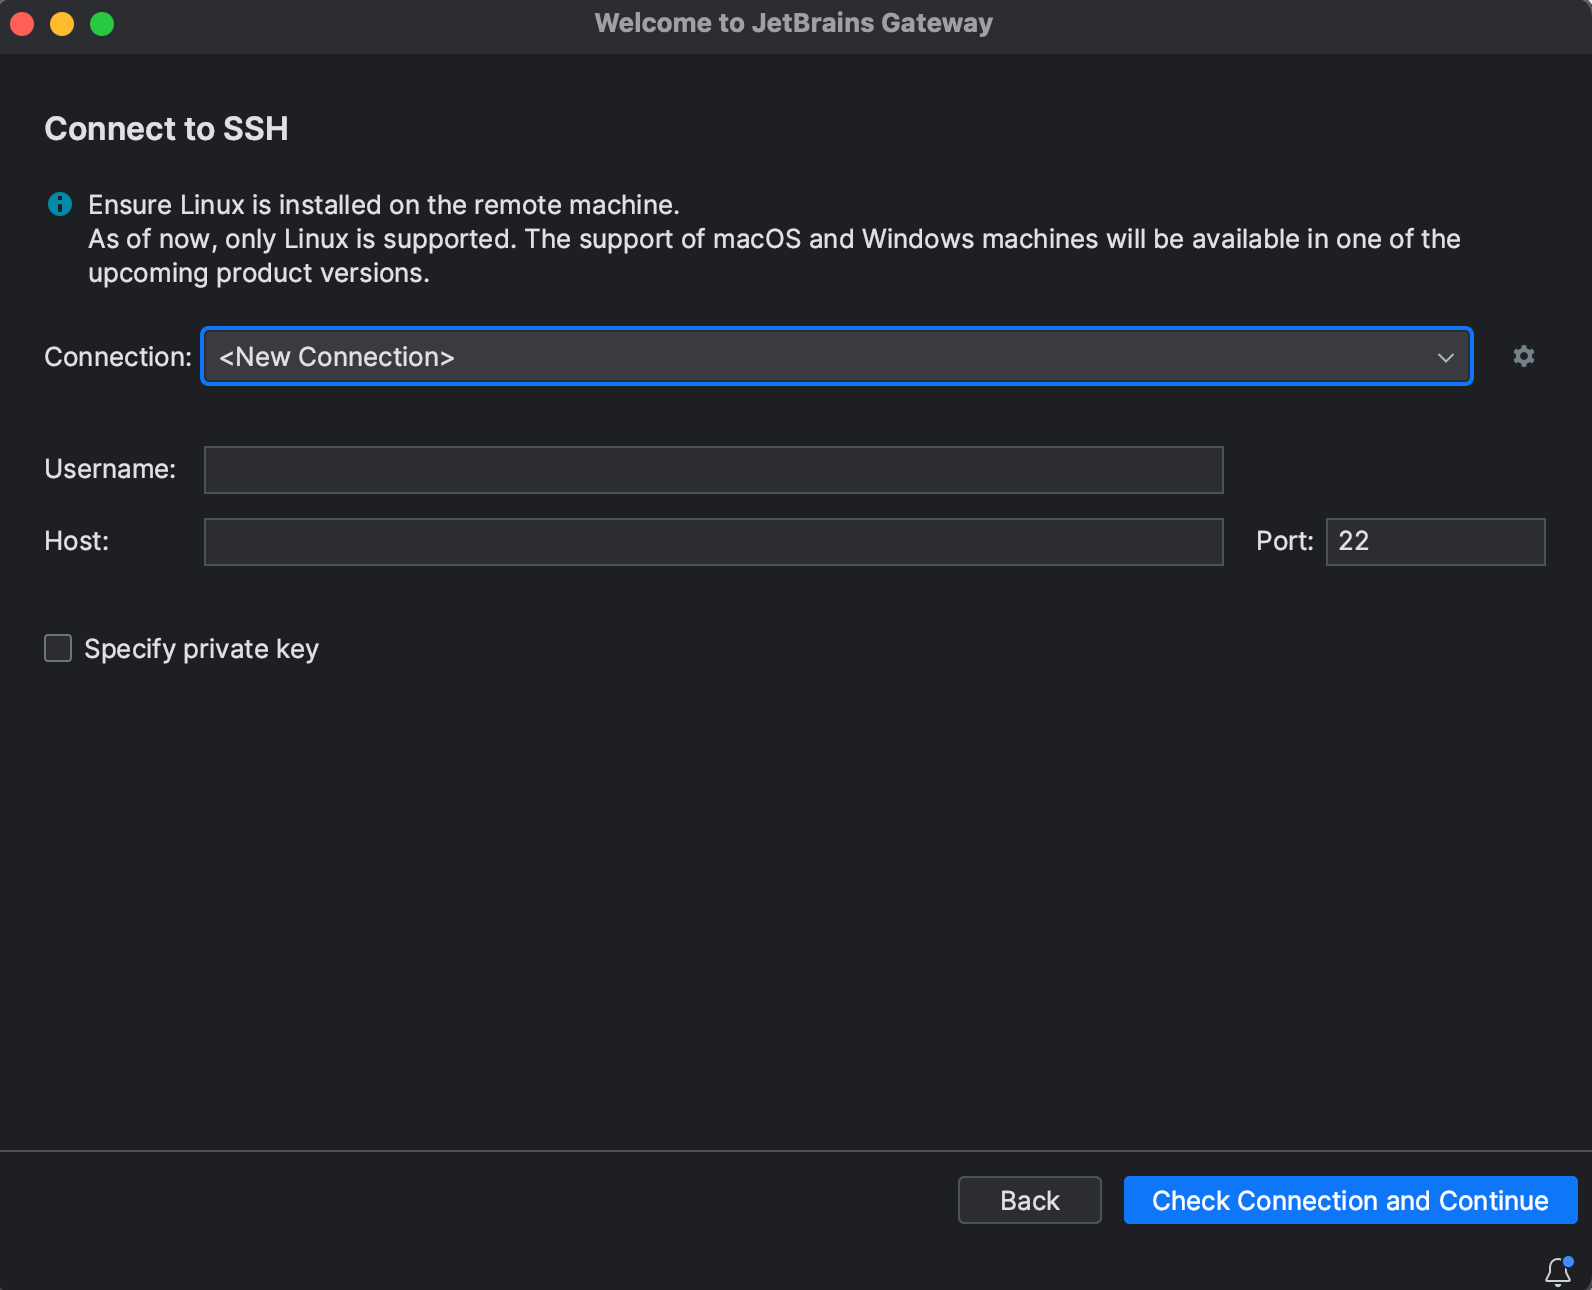 Welcome to JetBrains Gateway
Connect to SSH
Ensure Linux is installed on the remote machine.
As of now, only Linux is supported. The support of macOS and Windows machines will be available in one of the
upcoming product versions.
Connection: <New Connection>
Username:
Host: Port: 22
Specify private key
Back Check Connection and Continue